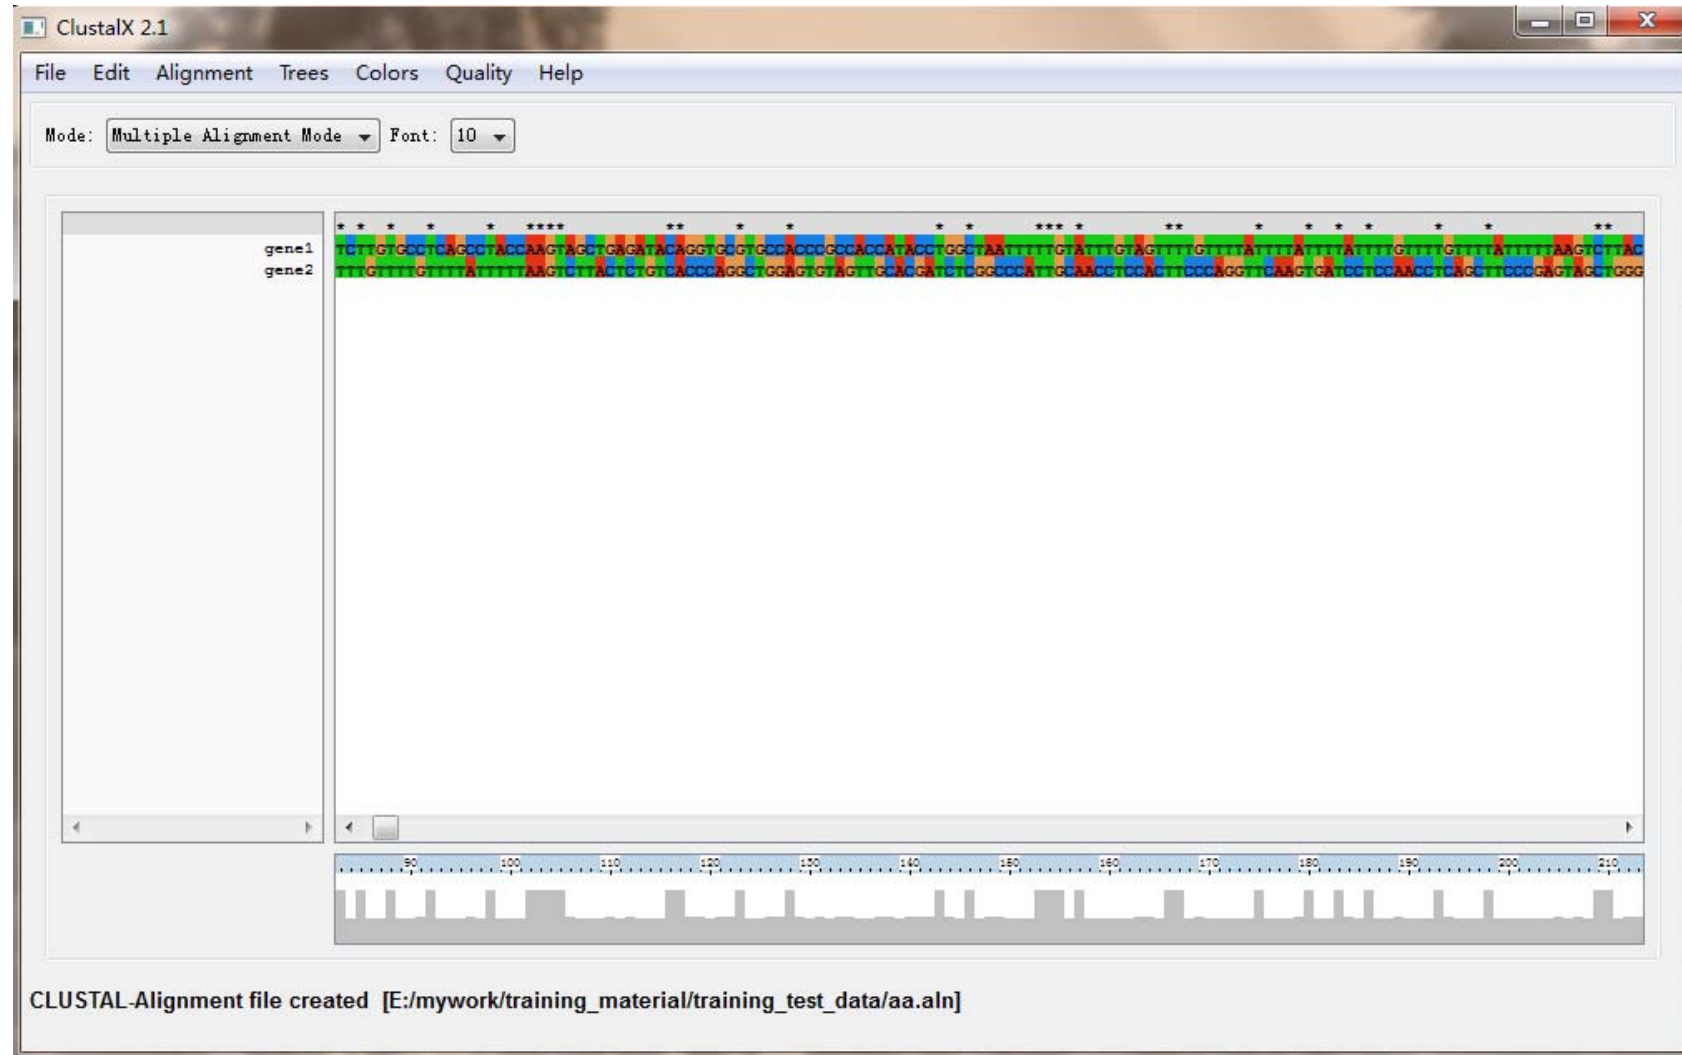 ClustalX 2.1
File Edit Alignment Trees Colors Quality Help
Mode: Multiple Alignment Mode Font: 10
* * * * * **** ** * * * * *** * ** * * * * * * **
gene1 TCTTGTGCCTCAGCCTACCAAGTAGCTGAGATACAGGTGCGTGCCACCCGCCACCATACCTGGCTAATTTTTGTATTTGTAGTTTTGTTTTATTTTATTTTATTTTGTTTTGTTTTATTTTTAAGTCTTAC
gene2 TTTGTTTTGTTTTATTTTTAAGTCTTACTCTGTCACCCAGGCTGGAGTGTAGTTGCACGATCTCGGCCCATTGCAACCTCCACTTCCCAGGTTCAAGTGATCCTCCAACCTCAGCTTCCCGAGTAGCTGGG
90 100 110 120 130 140 150 160 170 180 190 200 210
CLUSTAL-Alignment file created [E:/mywork/training_material/training_test_data/aa.aln]